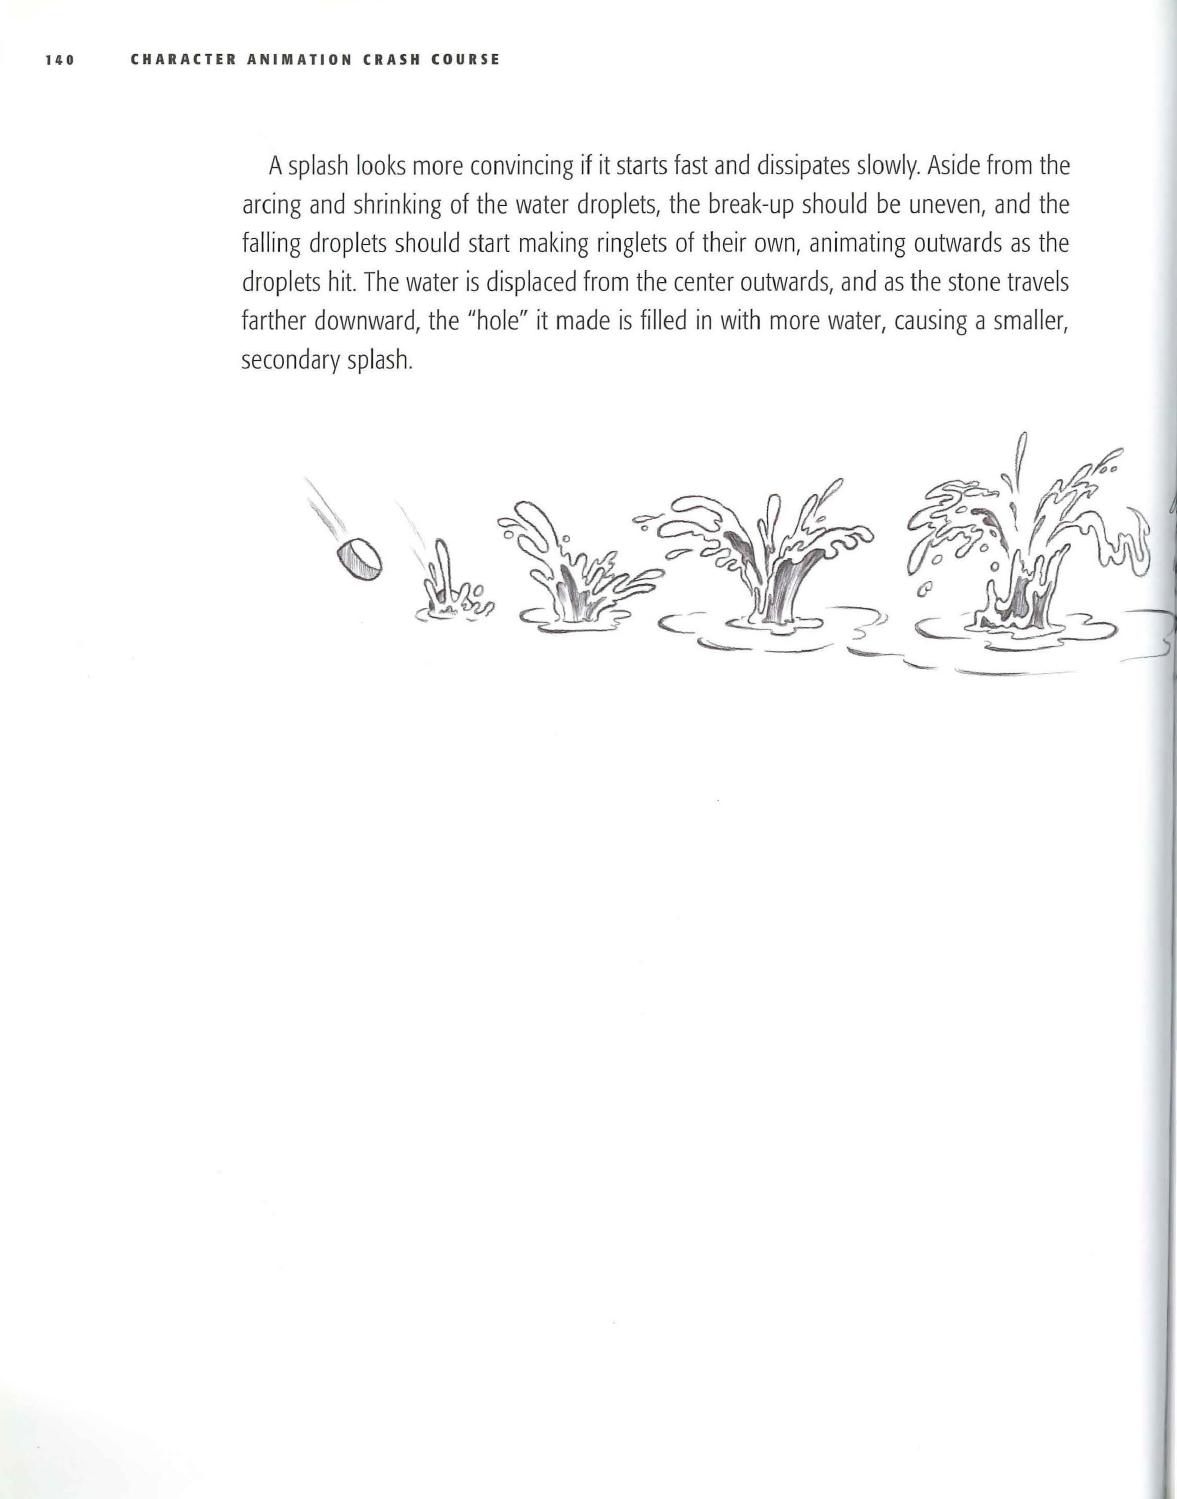 140 CHARACTER ANIMATION CRASH COURSE
A splash looks more convincing if it starts fast and dissipates slowly. Aside from the
arcing and shrinking of the water droplets, the break-up should be uneven, and the
falling droplets should start making ringlets of their own, animating outwards as the
droplets hit. The water is displaced from the center outwards, and as the stone travels
farther downward, the “hole” it made is filled in with more water, causing a smaller,
secondary splash.